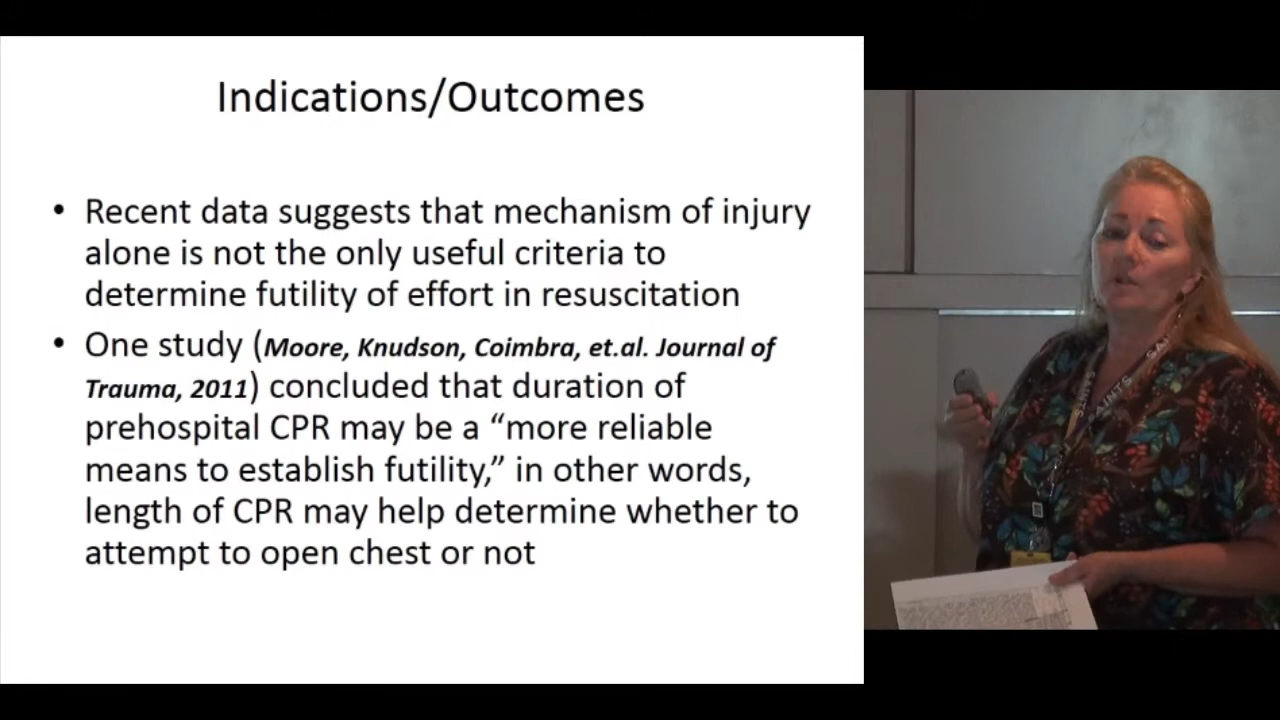 Indications/Outcomes
• Recent data suggests that mechanism of injury
alone is not the only useful criteria to
determine futility of effort in resuscitation
• One study (Moore, Knudson, Coimbra, et.al. Journal of
Trauma, 2011) concluded that duration of
prehospital CPR may be a “more reliable
means to establish futility,” in other words,
length of CPR may help determine whether to
attempt to open chest or not
SAINTS